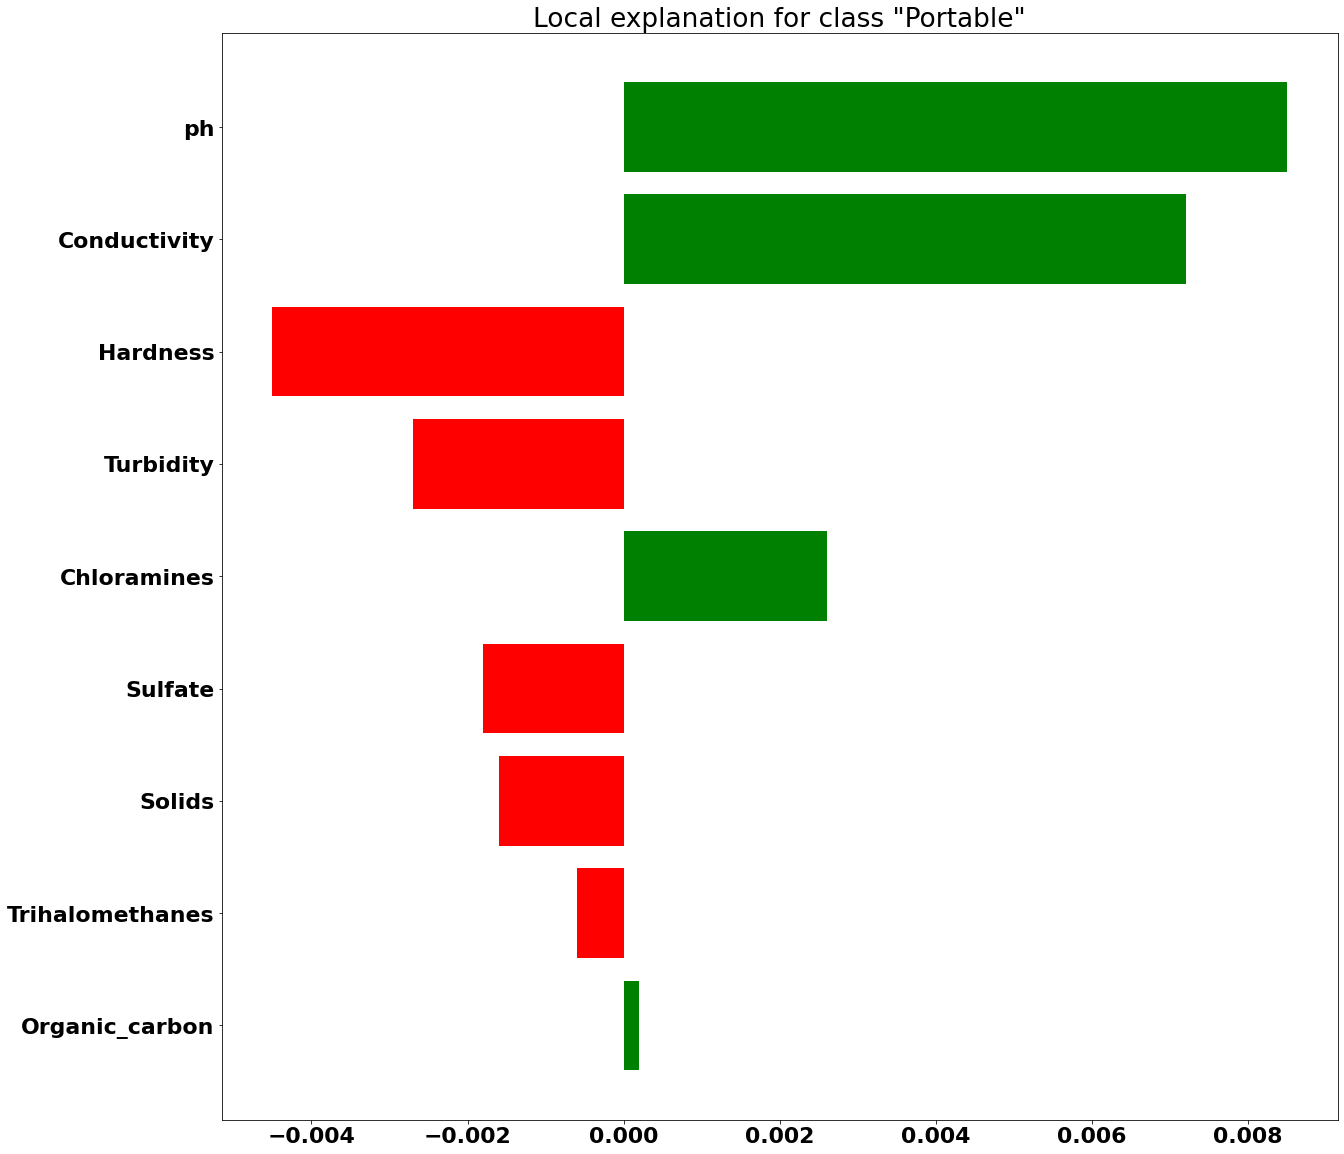 Local explanation for class "Portable"
ph
Conductivity
Hardness
Turbidity
Chloramines
Sulfate
Solids
Trihalomethanes
Organic_carbon
−0.004 −0.002 0.000 0.002 0.004 0.006 0.008